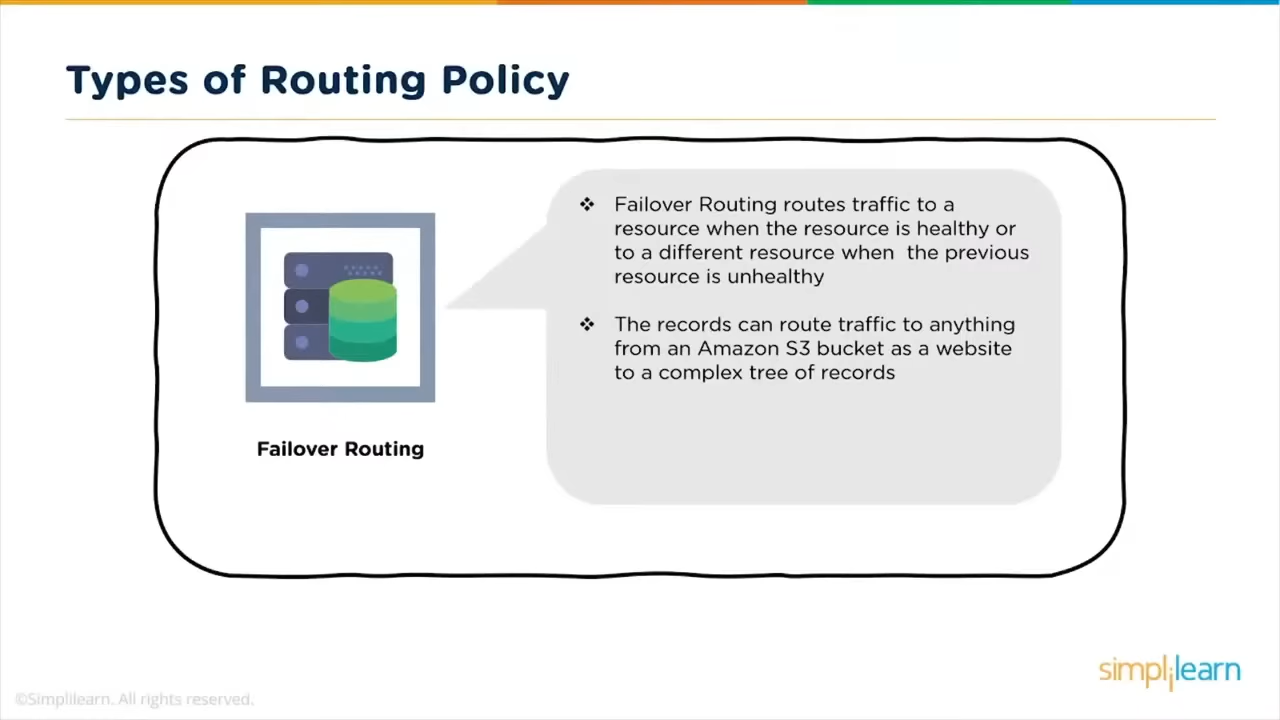 Types of Routing Policy
❖ Failover Routing routes traffic to a
resource when the resource is healthy or
to a different resource when the previous
resource is unhealthy
❖ The records can route traffic to anything
from an Amazon S3 bucket as a website
to a complex tree of records
Failover Routing
simplilearn
©Simplilearn. All rights reserved.